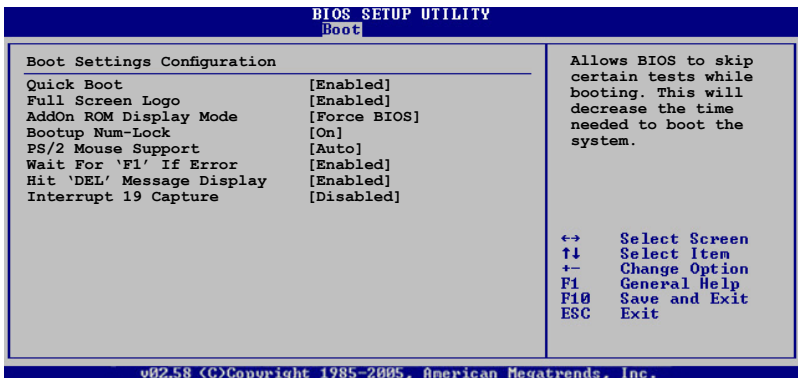 BIOS SETUP UTILITY
Boot
Boot Settings Configuration
Quick Boot [Enabled]
Full Screen Logo [Enabled]
AddOn ROM Display Mode [Force BIOS]
Bootup Num-Lock [On]
PS/2 Mouse Support [Auto]
Wait For ‘F1’ If Error [Enabled]
Hit ‘DEL’ Message Display [Enabled]
Interrupt 19 Capture [Disabled]
Allows BIOS to skip
certain tests while
booting. This will
decrease the time
needed to boot the
system.
←→ Select Screen
↑↓ Select Item
+- Change Option
F1 General Help
F10 Save and Exit
ESC Exit
v02.58 (C)Copyright 1985-2005, American Megatrends, Inc.